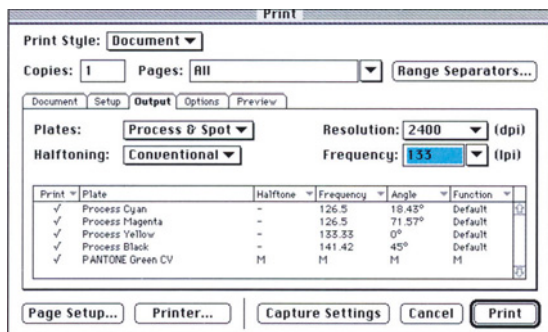 Print
Print Style: Document
Copies: 1 Pages: All Range Separators...
Document Setup Output Options Preview
Plates: Process & Spot Resolution: 2400 (dpi)
Halftoning: Conventional Frequency: 133 (lpi)
Print Plate Halftone Frequency Angle Function
√ Process Cyan - 126.5 18.43° Default
√ Process Magenta - 126.5 71.57° Default
√ Process Yellow - 133.33 0° Default
√ Process Black - 141.42 45° Default
√ PANTONE Green CV M M M M
Page Setup... Printer... Capture Settings Cancel Print